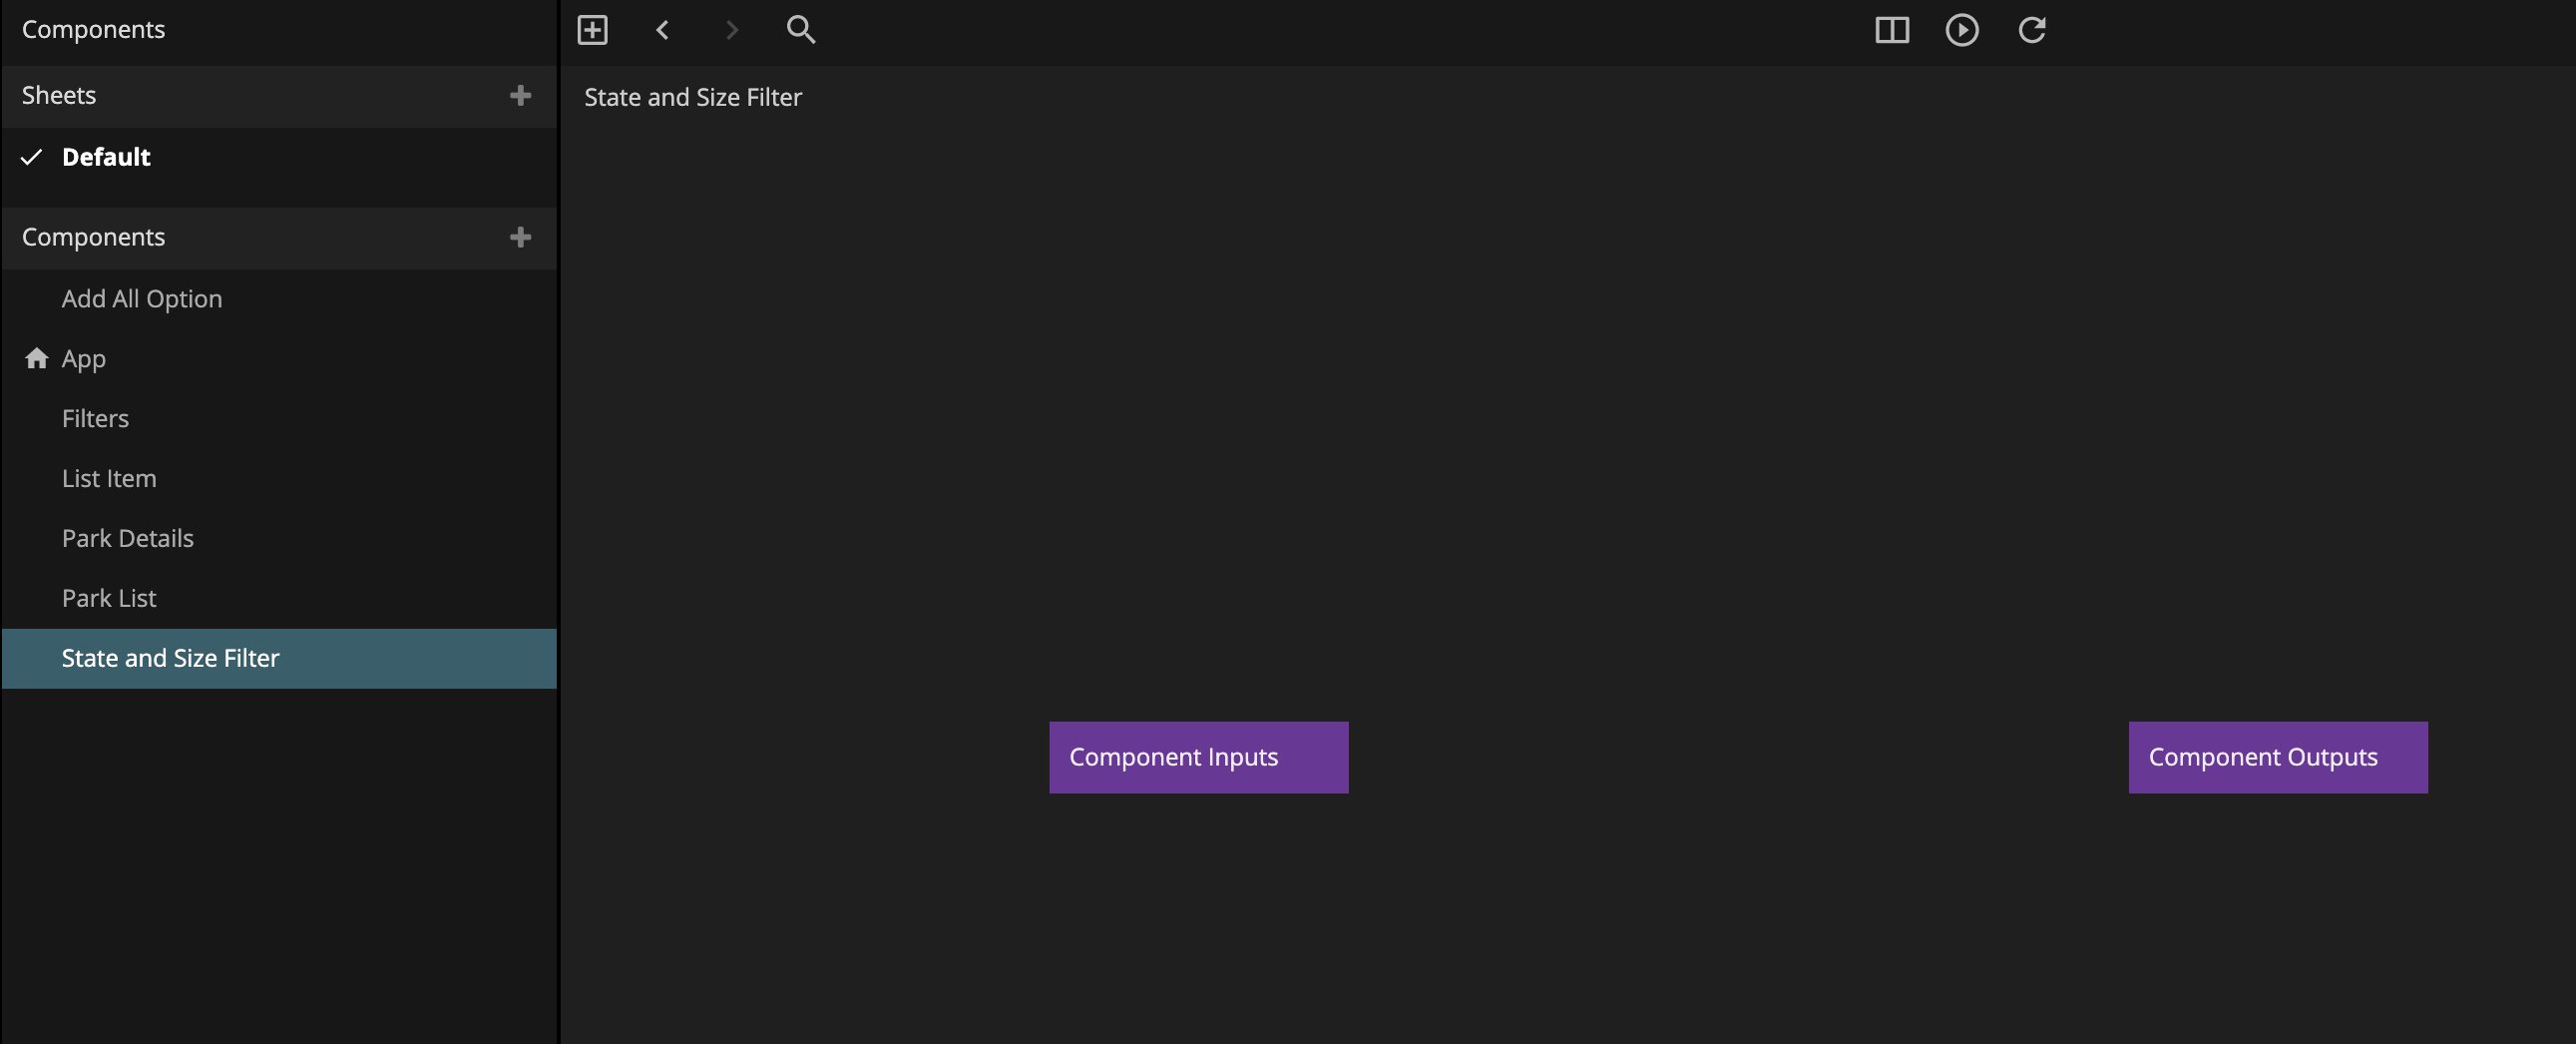 Components
Sheets
Default
Components
Add All Option
App
Filters
List Item
Park Details
Park List
State and Size Filter
State and Size Filter
Component Inputs
Component Outputs